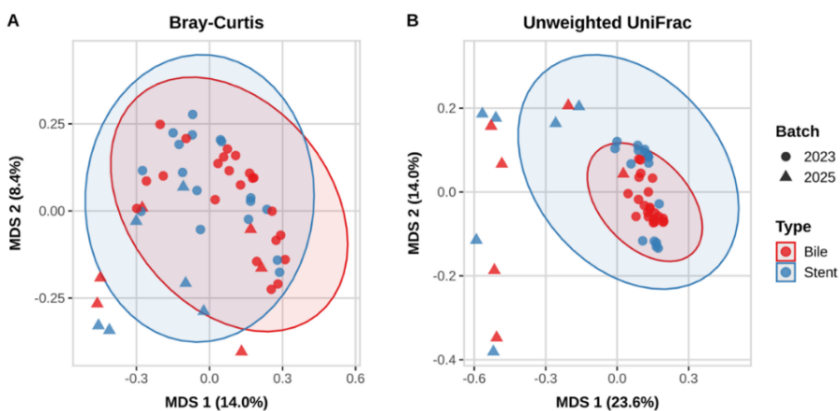 A
Bray-Curtis
0.25
0.00
-0.25
MDS 2 (8.4%)
-0.3
0.0
0.3
0.6
MDS 1 (14.0%)
B
Unweighted UniFrac
0.2
0.0
-0.2
-0.4
MDS 2 (14.0%)
-0.6
-0.3
0.0
0.3
MDS 1 (23.6%)
Batch
2023
2025
Type
Bile
Stent